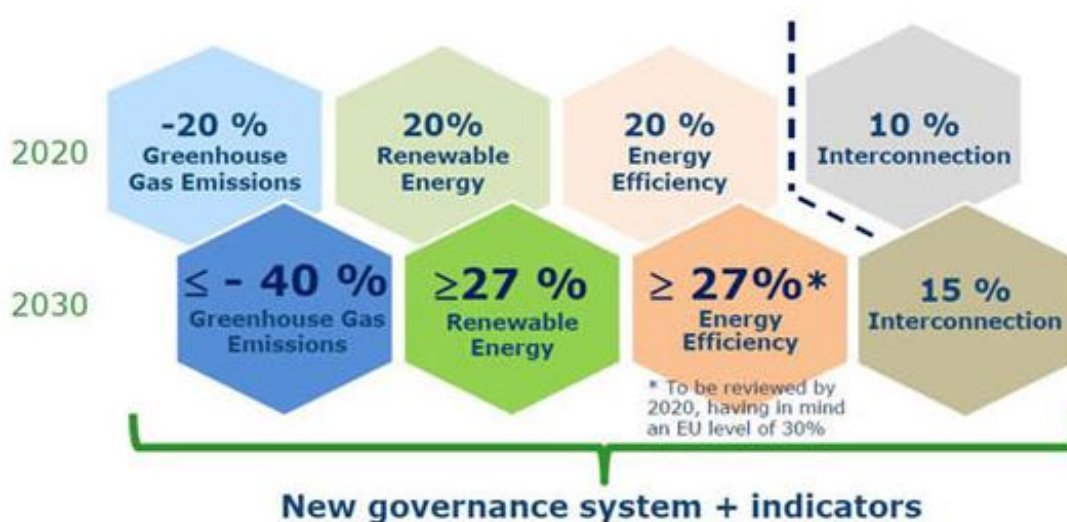 2020
-20 %
Greenhouse
Gas Emissions
20%
Renewable
Energy
20 %
Energy
Efficiency
10 %
Interconnection
2030
≤ - 40 %
Greenhouse Gas
Emissions
≥27 %
Renewable
Energy
≥ 27%*
Energy
Efficiency
* To be reviewed by
2020, having in mind
an EU level of 30%
15 %
Interconnection
New governance system + indicators